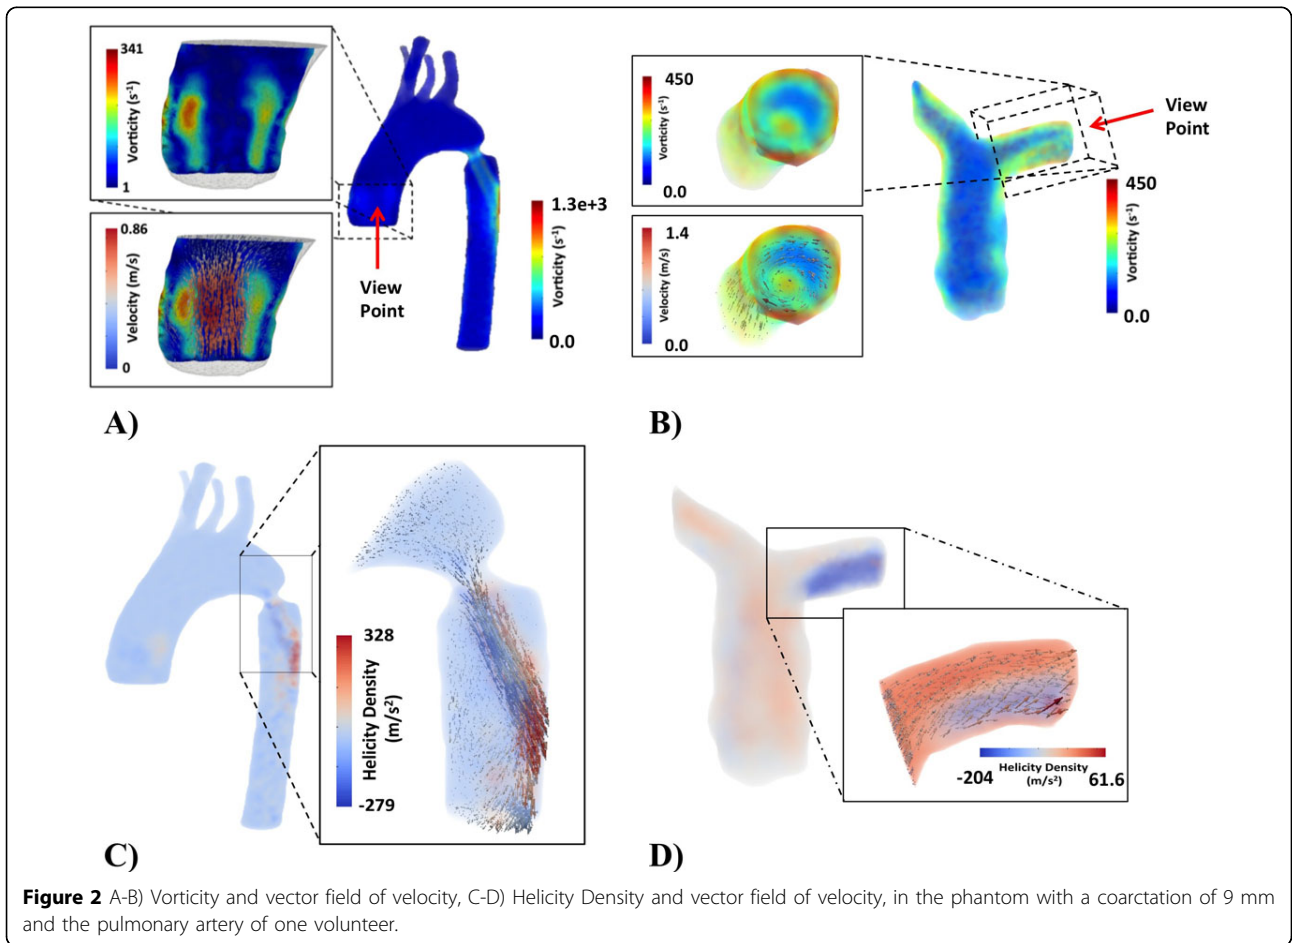 341
Vorticity (s⁻¹)
1
0.86
Velocity (m/s)
0
View
Point
1.3e+3
Vorticity (s⁻¹)
0.0
A)
450
Vorticity (s⁻¹)
0.0
1.4
Velocity (m/s)
0.0
View
Point
450
Vorticity (s⁻¹)
0.0
B)
328
Helicity Density
(m/s²)
-279
C)
-204
Helicity Density
(m/s²)
61.6
D)
Figure 2 A-B) Vorticity and vector field of velocity, C-D) Helicity Density and vector field of velocity, in the phantom with a coarctation of 9 mm
and the pulmonary artery of one volunteer.